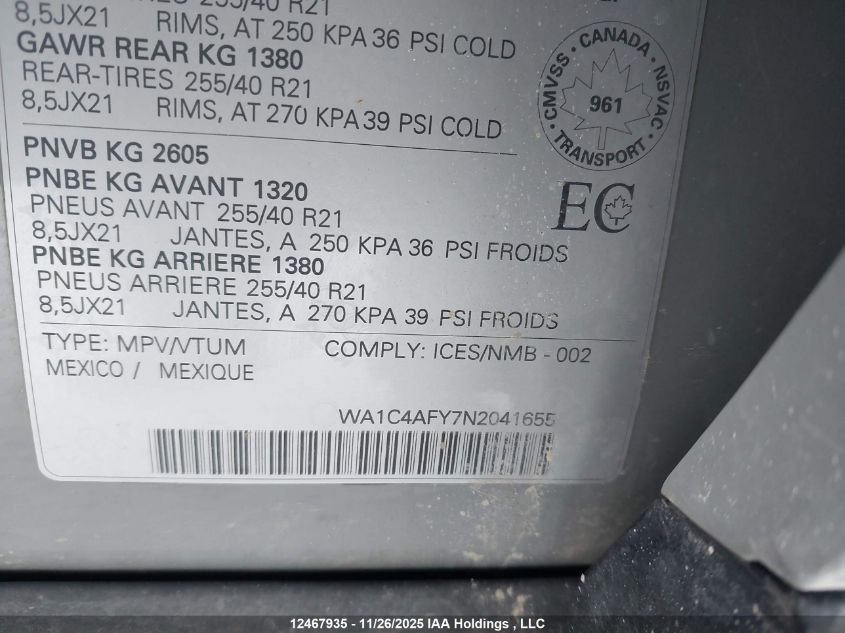 255/40 R21
8,5JX21 RIMS, AT 250 KPA 36 PSI COLD
GAWR REAR KG 1380
REAR-TIRES 255/40 R21
8,5JX21 RIMS, AT 270 KPA 39 PSI COLD
CANADA
CMVSS
NSVAC
961
TRANSPORT
PNVB KG 2605
PNBE KG AVANT 1320
PNEUS AVANT 255/40 R21
8,5JX21 JANTES, A 250 KPA 36 PSI FROIDS
EC
PNBE KG ARRIERE 1380
PNEUS ARRIERE 255/40 R21
8,5JX21 JANTES, A 270 KPA 39 PSI FROIDS
TYPE: MPV/VTUM COMPLY: ICES/NMB - 002
MEXICO / MEXIQUE
WA1C4AFY7N2041655
12467935 - 11/26/2025 IAA Holdings , LLC